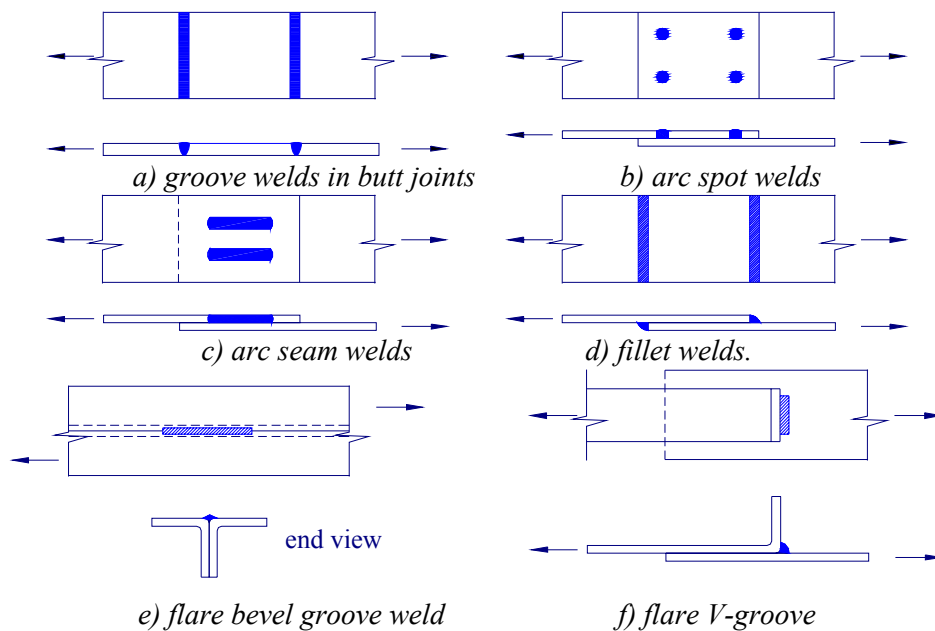 a) groove welds in butt joints
b) arc spot welds
c) arc seam welds
d) fillet welds.
end view
e) flare bevel groove weld
f) flare V-groove